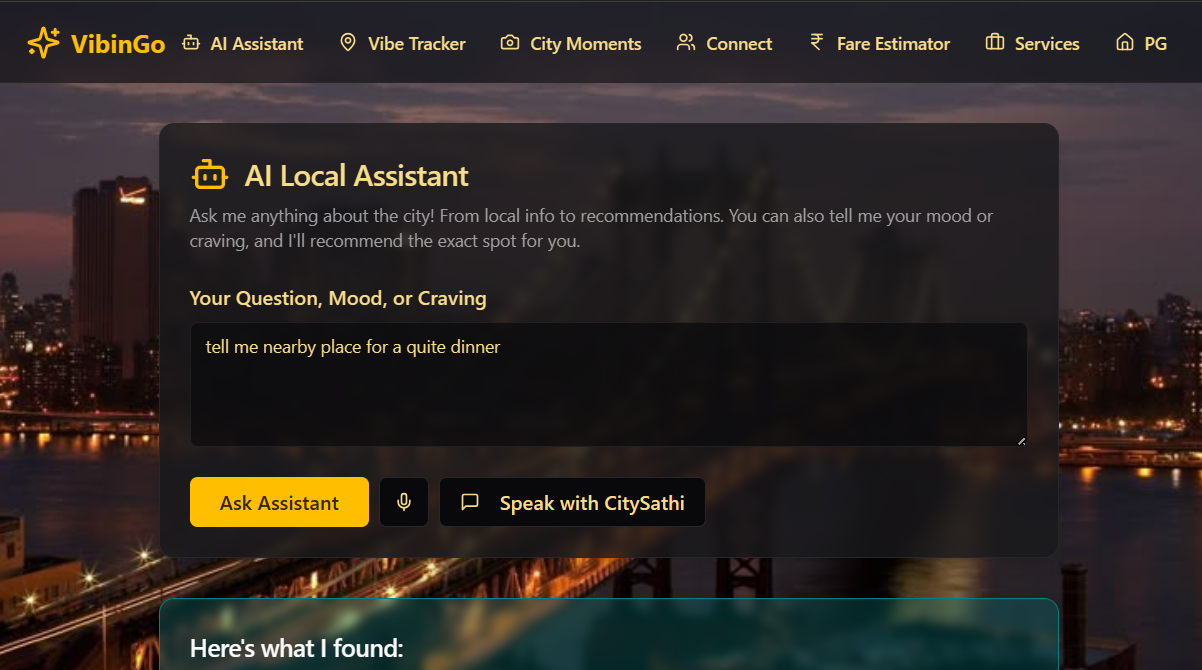 VibinGo AI Assistant Vibe Tracker City Moments Connect Fare Estimator Services PG
AI Local Assistant
Ask me anything about the city! From local info to recommendations. You can also tell me your mood or
craving, and I'll recommend the exact spot for you.
Your Question, Mood, or Craving
tell me nearby place for a quite dinner
Ask Assistant Speak with CitySathi
Here's what I found: